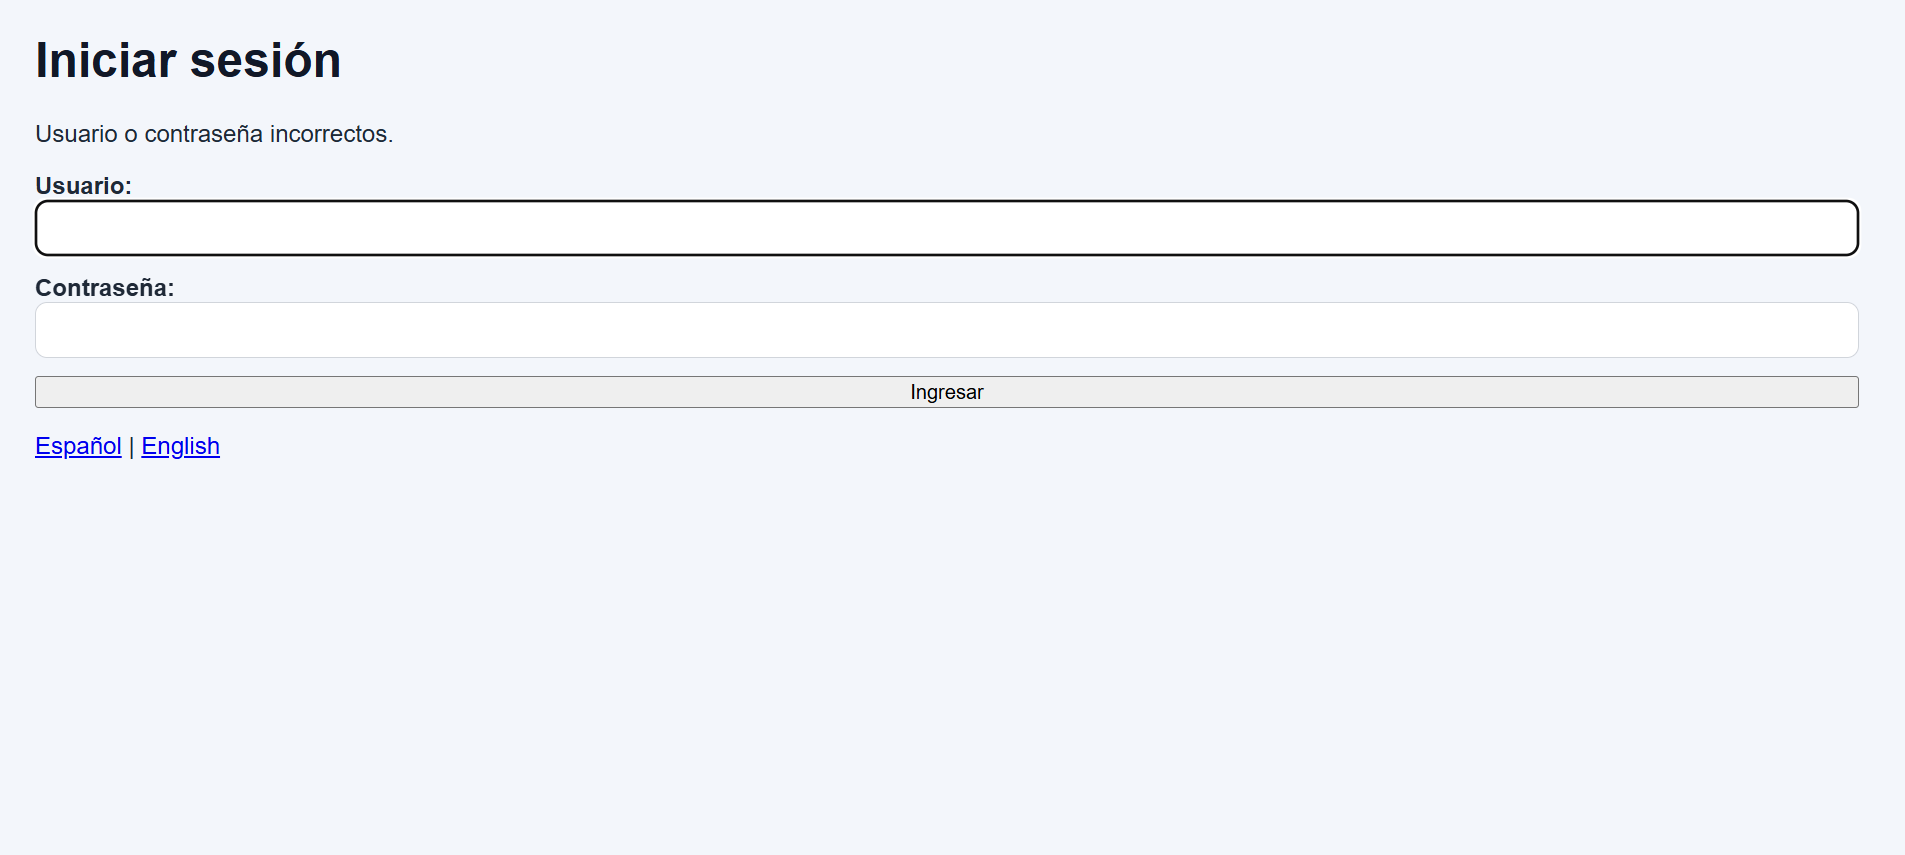 Iniciar sesión
Usuario o contraseña incorrectos.
Usuario:
Contraseña:
Ingresar
Español | English